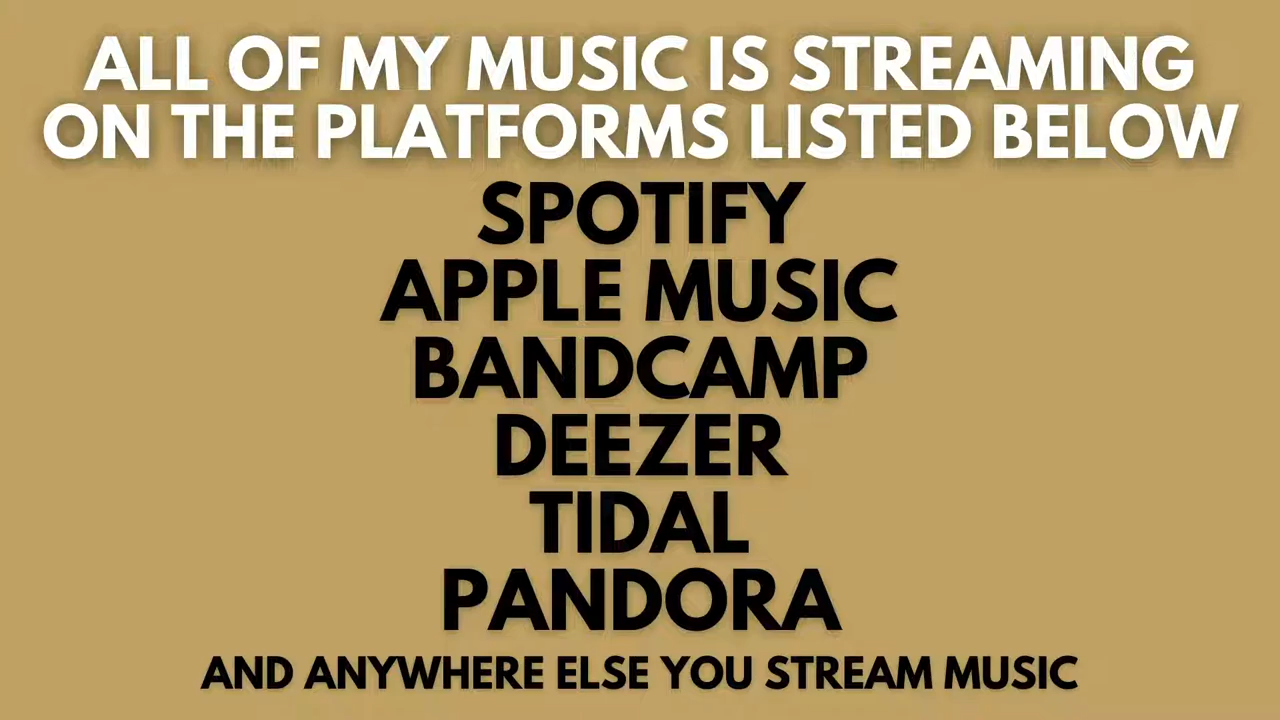 ALL OF MY MUSIC IS STREAMING
ON THE PLATFORMS LISTED BELOW
SPOTIFY
APPLE MUSIC
BANDCAMP
DEEZER
TIDAL
PANDORA
AND ANYWHERE ELSE YOU STREAM MUSIC